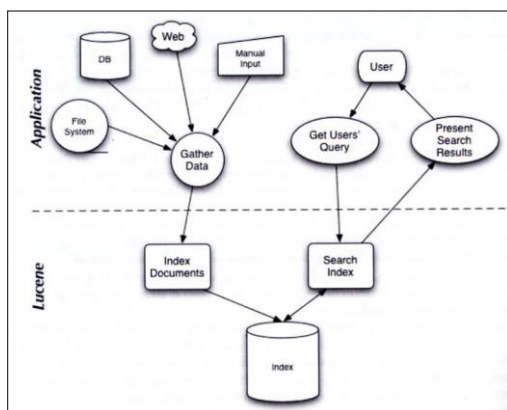 Web
DB
Manual
Input
User
File
System
Gather
Data
Get Users'
Query
Present
Search
Results
Application
Index
Documents
Search
Index
Lucene
Index